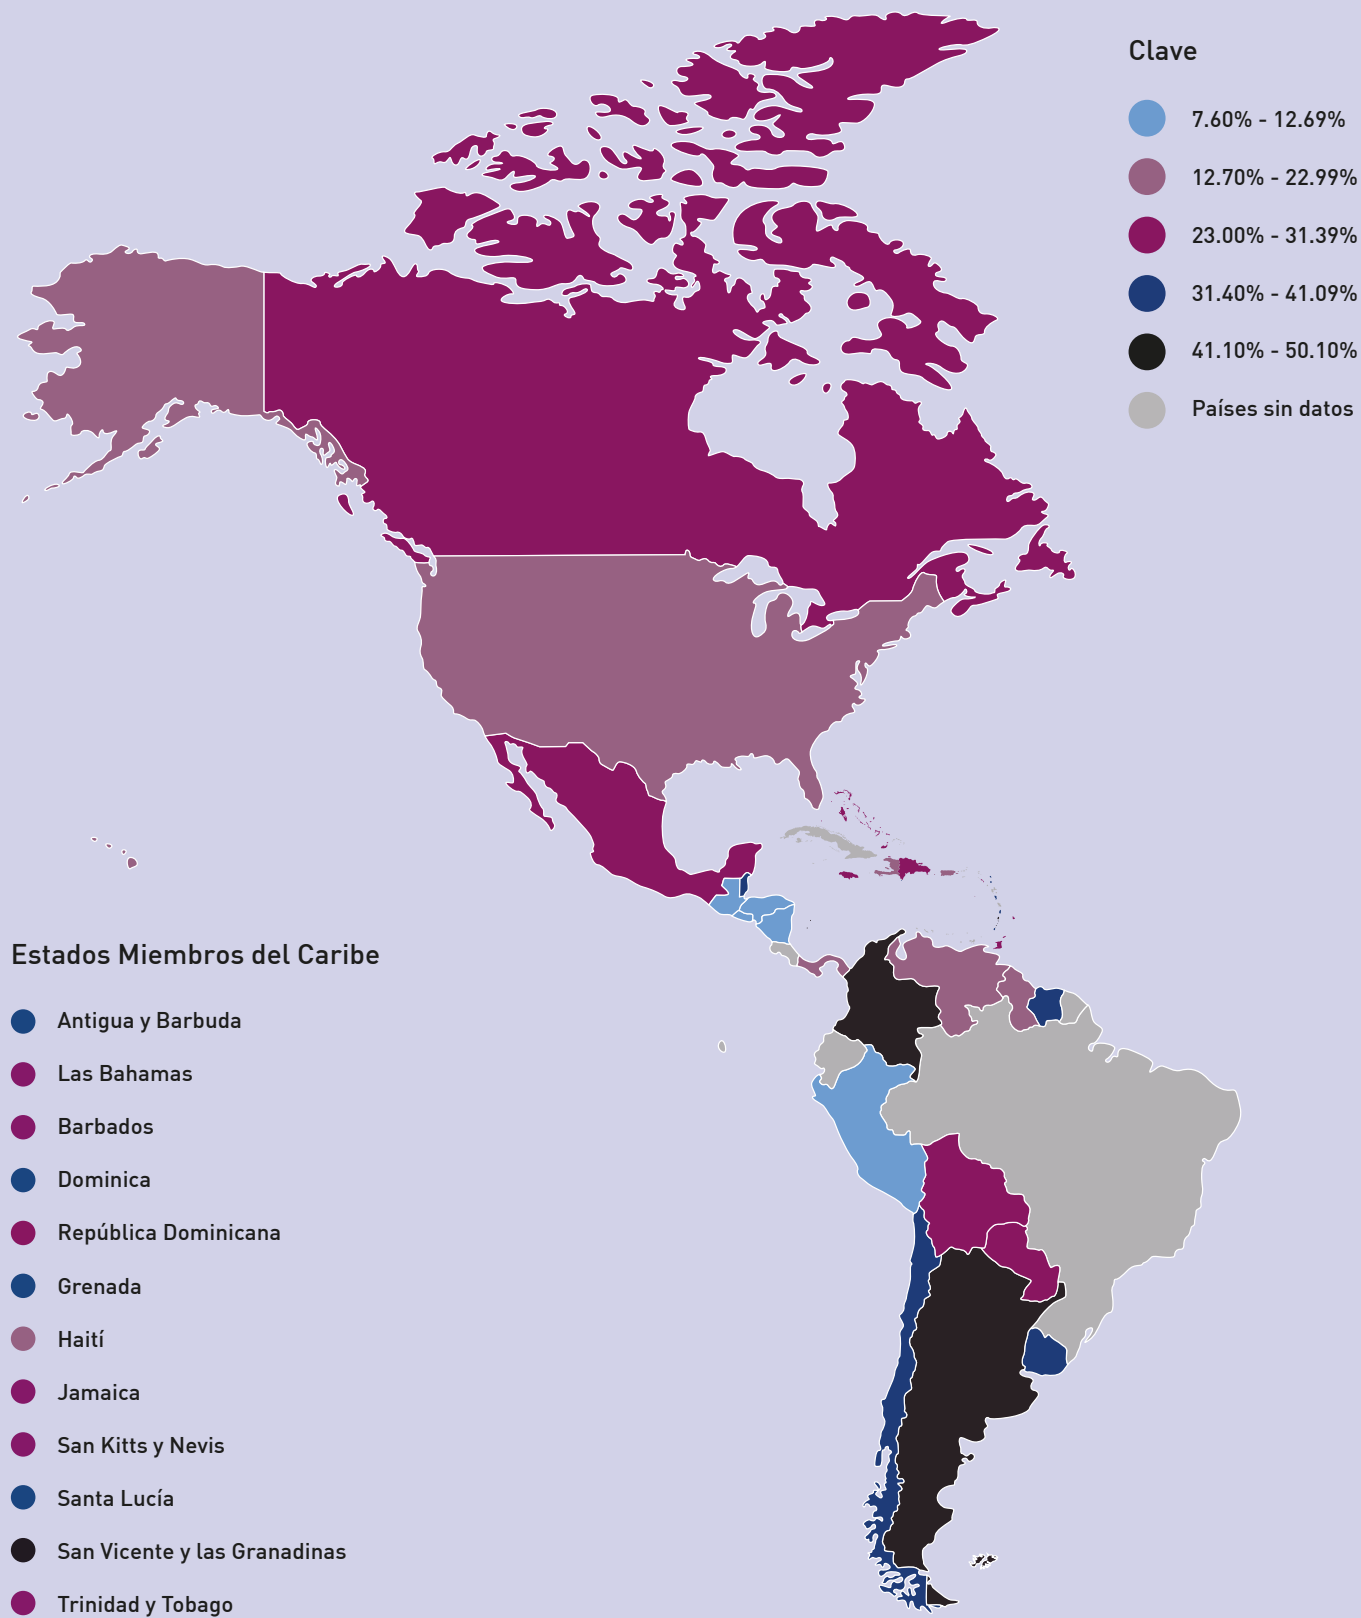 Clave
7.60% - 12.69%
12.70% - 22.99%
23.00% - 31.39%
31.40% - 41.09%
41.10% - 50.10%
Países sin datos
Estados Miembros del Caribe
Antigua y Barbuda
Las Bahamas
Barbados
Dominica
República Dominicana
Grenada
Haití
Jamaica
San Kitts y Nevis
Santa Lucía
San Vicente y las Granadinas
Trinidad y Tobago